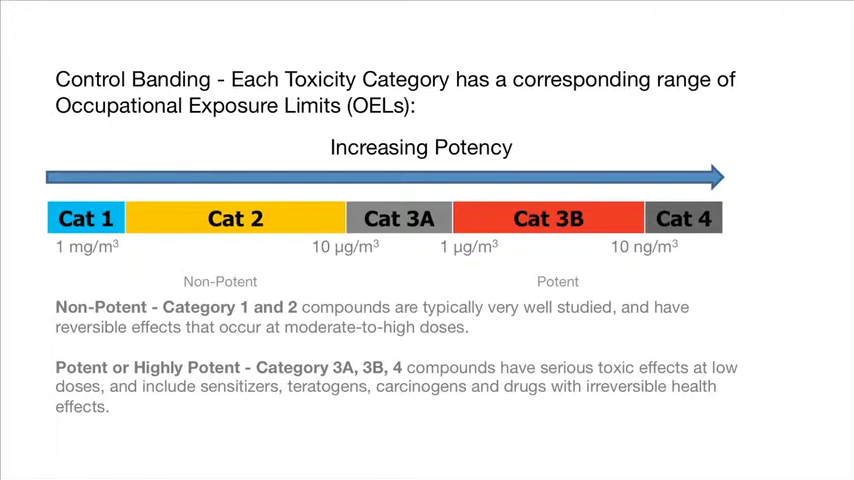 Control Banding - Each Toxicity Category has a corresponding range of
Occupational Exposure Limits (OELs):
Increasing Potency
Cat 1 Cat 2 Cat 3A Cat 3B Cat 4
1 mg/m³ 10 µg/m³ 1 µg/m³ 10 ng/m³
Non-Potent Potent
Non-Potent - Category 1 and 2 compounds are typically very well studied, and have
reversible effects that occur at moderate-to-high doses.
Potent or Highly Potent - Category 3A, 3B, 4 compounds have serious toxic effects at low
doses, and include sensitizers, teratogens, carcinogens and drugs with irreversible health
effects.